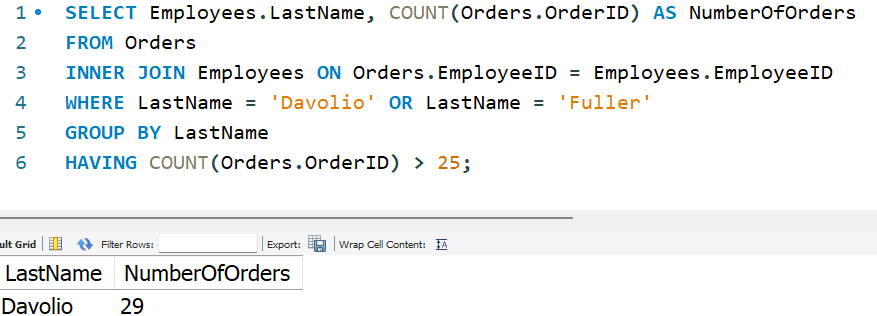 1 SELECT Employees.LastName, COUNT(Orders.OrderID) AS NumberOfOrders
2 FROM Orders
3 INNER JOIN Employees ON Orders.EmployeeID = Employees.EmployeeID
4 WHERE LastName = 'Davolio' OR LastName = 'Fuller'
5 GROUP BY LastName
6 HAVING COUNT(Orders.OrderID) > 25;
ult Grid Filter Rows: Export: Wrap Cell Content: IA
LastName NumberOfOrders
Davolio 29